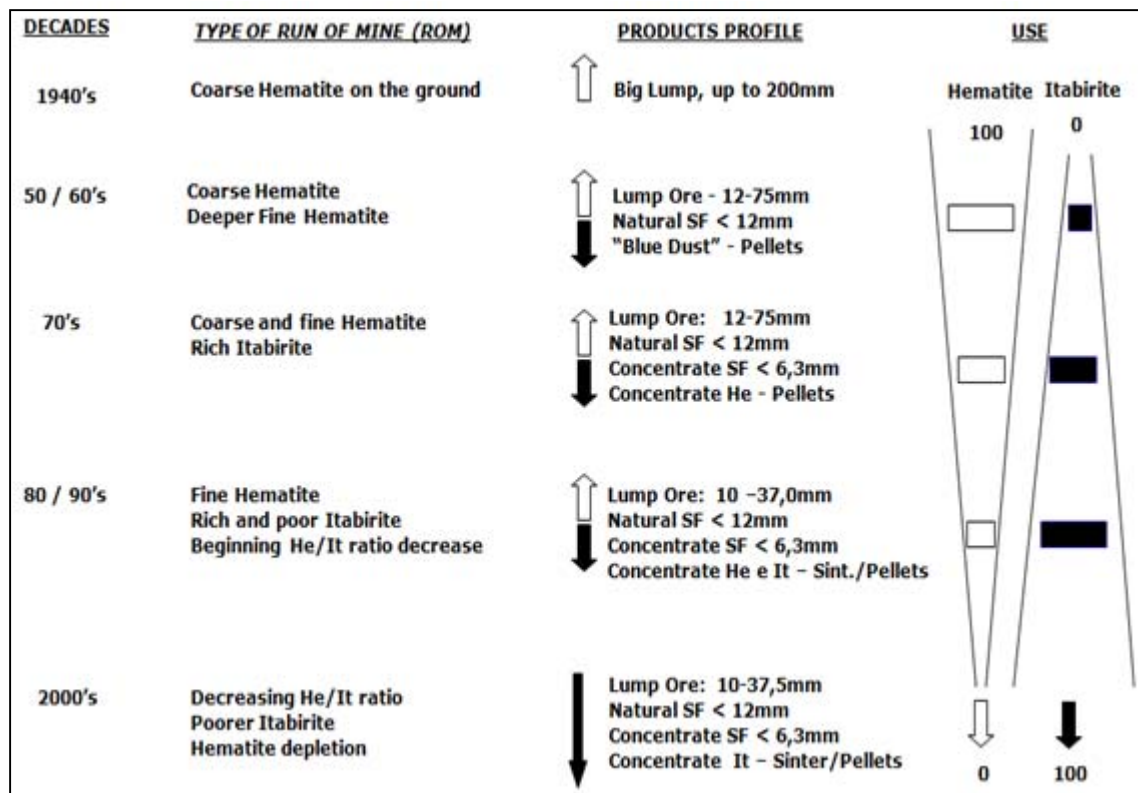 DECADES TYPE OF RUN OF MINE (ROM) PRODUCTS PROFILE USE
1940's Coarse Hematite on the ground Big Lump, up to 200mm
Hematite Itabirite
100 0
50 / 60's
Coarse Hematite
Deeper Fine Hematite
Lump Ore - 12-75mm
Natural SF < 12mm
"Blue Dust" - Pellets
70's
Coarse and fine Hematite
Rich Itabirite
Lump Ore: 12-75mm
Natural SF < 12mm
Concentrate SF < 6,3mm
Concentrate He - Pellets
80 / 90's
Fine Hematite
Rich and poor Itabirite
Beginning He/It ratio decrease
Lump Ore: 10 –37,0mm
Natural SF < 12mm
Concentrate SF < 6,3mm
Concentrate He e It – Sint./Pellets
2000's
Decreasing He/It ratio
Poorer Itabirite
Hematite depletion
Lump Ore: 10-37,5mm
Natural SF < 12mm
Concentrate SF < 6,3mm
Concentrate It – Sinter/Pellets
0 100